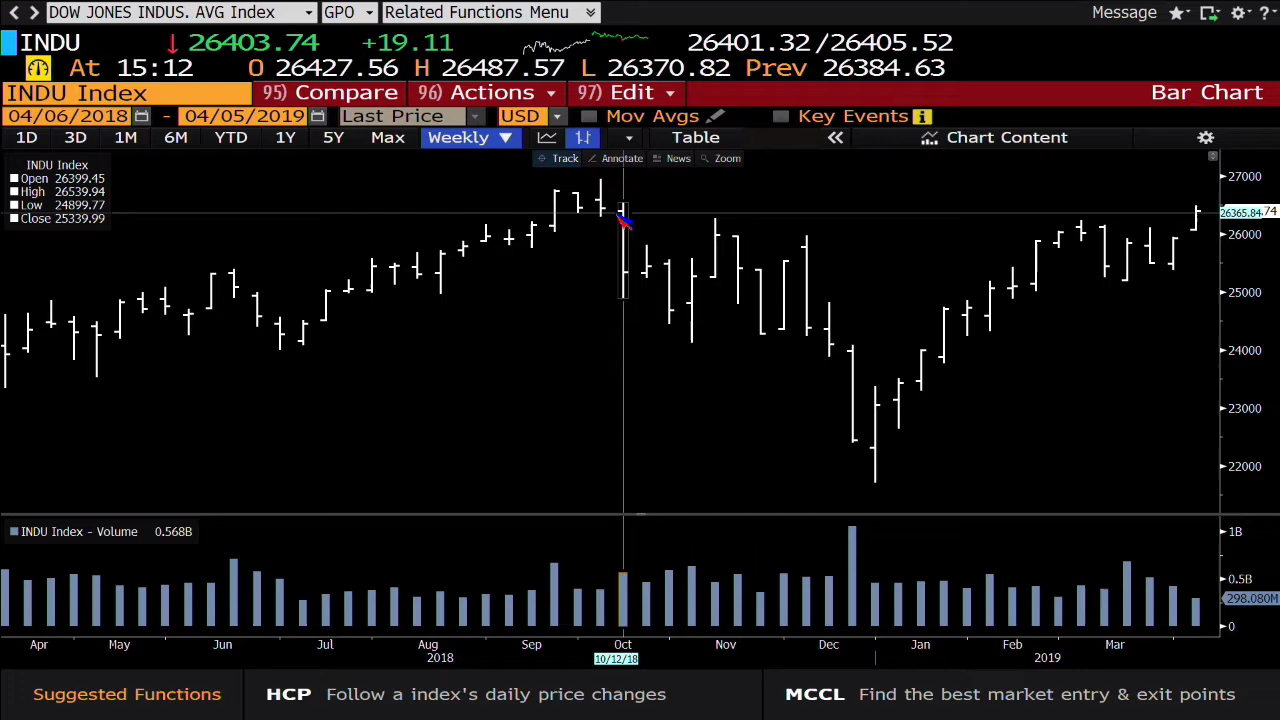 DOW JONES INDUS. AVG Index GPO Related Functions Menu Message ?
INDU 26403.74 +19.11 26401.32/26405.52
At 15:12 O 26427.56 H 26487.57 L 26370.82 Prev 26384.63
INDU Index 95) Compare 96) Actions 97) Edit Bar Chart
04/06/2018 - 04/05/2019 Last Price USD Mov Avgs Key Events i
1D 3D 1M 6M YTD 1Y 5Y Max Weekly Table Chart Content
Track Annotate News Zoom
INDU Index
Open 26399.45
High 26539.94
Low 24899.77
Close 25339.99
27000
26365.84 .74
26000
25000
24000
23000
22000
INDU Index - Volume 0.568B
1B
0.5B
298.080M
0
Apr May Jun Jul Aug Sep Oct Nov Dec Jan Feb Mar
2018 10/12/18 2019
Suggested Functions HCP Follow a index's daily price changes MCCL Find the best market entry & exit points